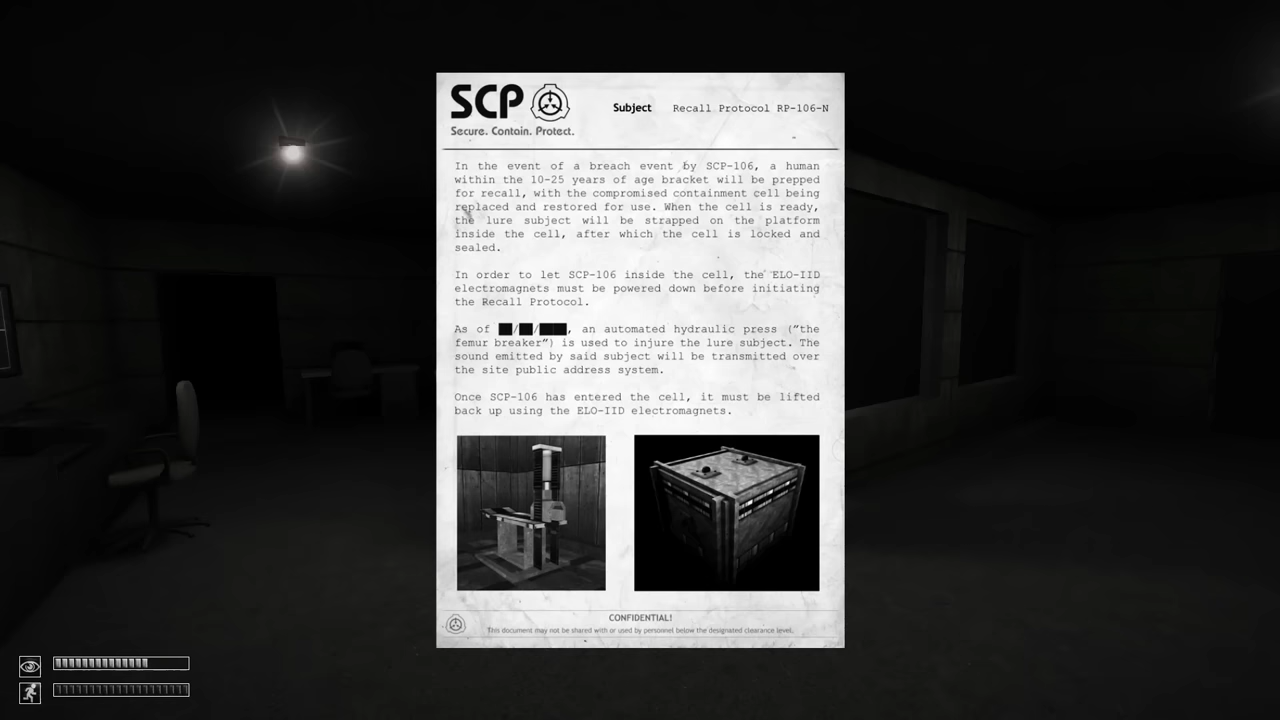 SCP
Secure. Contain. Protect.
Subject Recall Protocol RP-106-N
In the event of a breach event by SCP-106, a human
within the 10-25 years of age bracket will be prepped
for recall, with the compromised containment cell being
replaced and restored for use. When the cell is ready,
the lure subject will be strapped on the platform
inside the cell, after which the cell is locked and
sealed.
In order to let SCP-106 inside the cell, the ELO-IID
electromagnets must be powered down before initiating
the Recall Protocol.
As of ██/██/████, an automated hydraulic press ("the
femur breaker") is used to injure the lure subject. The
sound emitted by said subject will be transmitted over
the site public address system.
Once SCP-106 has entered the cell, it must be lifted
back up using the ELO-IID electromagnets.
CONFIDENTIAL!
This document may not be shared with or used by personnel below the designated clearance level.